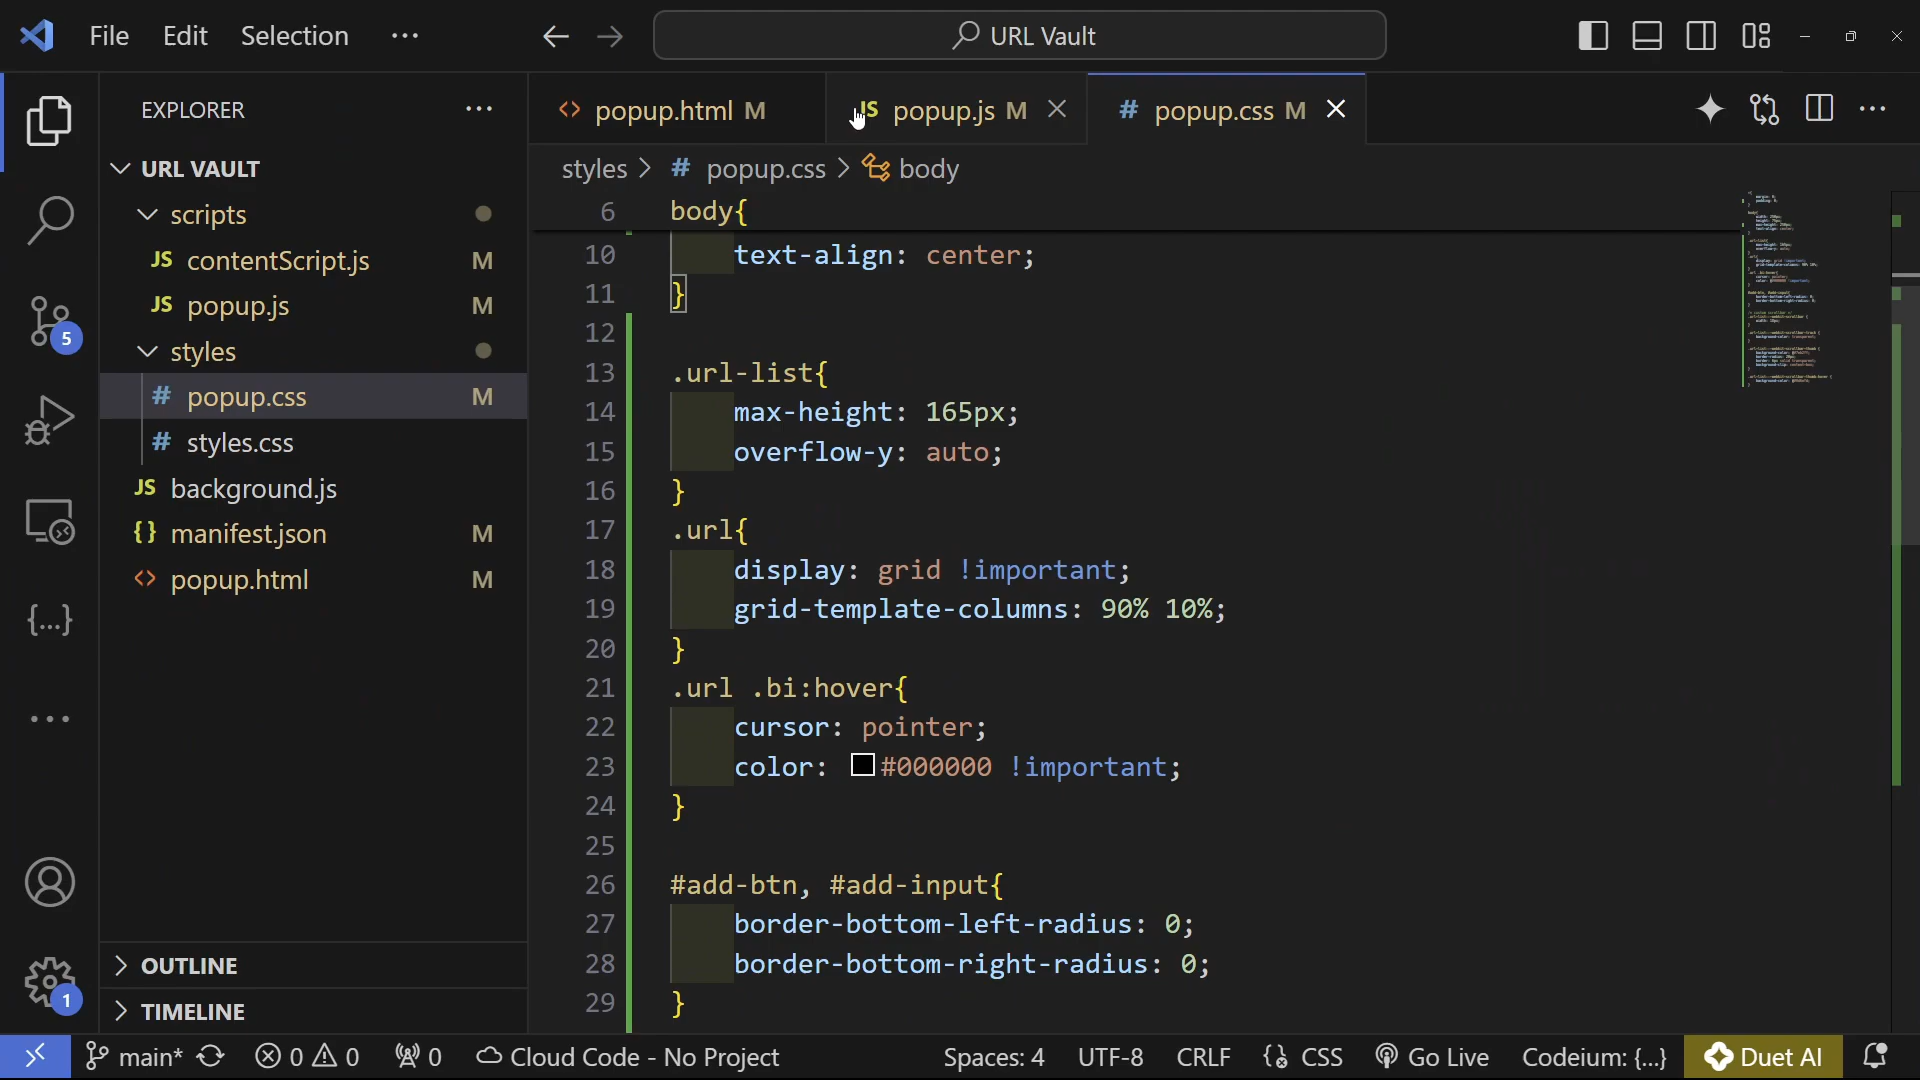 File Edit Selection ··· URL Vault
EXPLORER ···
popup.html M
JS popup.js M
# popup.css M
URL VAULT
styles > # popup.css > body
scripts
JS contentScript.js M
JS popup.js M
styles
# popup.css M
# styles.css
JS background.js
{} manifest.json M
<> popup.html M
5
{...}
OUTLINE
TIMELINE
1
6 body{
10 text-align: center;
11 }
12
13 .url-list{
14 max-height: 165px;
15 overflow-y: auto;
16 }
17 .url{
18 display: grid !important;
19 grid-template-columns: 90% 10%;
20 }
21 .url .bi:hover{
22 cursor: pointer;
23 color: #000000 !important;
24 }
25
26 #add-btn, #add-input{
27 border-bottom-left-radius: 0;
28 border-bottom-right-radius: 0;
29 }
main* 0 0 0 Cloud Code - No Project Spaces: 4 UTF-8 CRLF CSS Go Live Codeium: {...} Duet AI